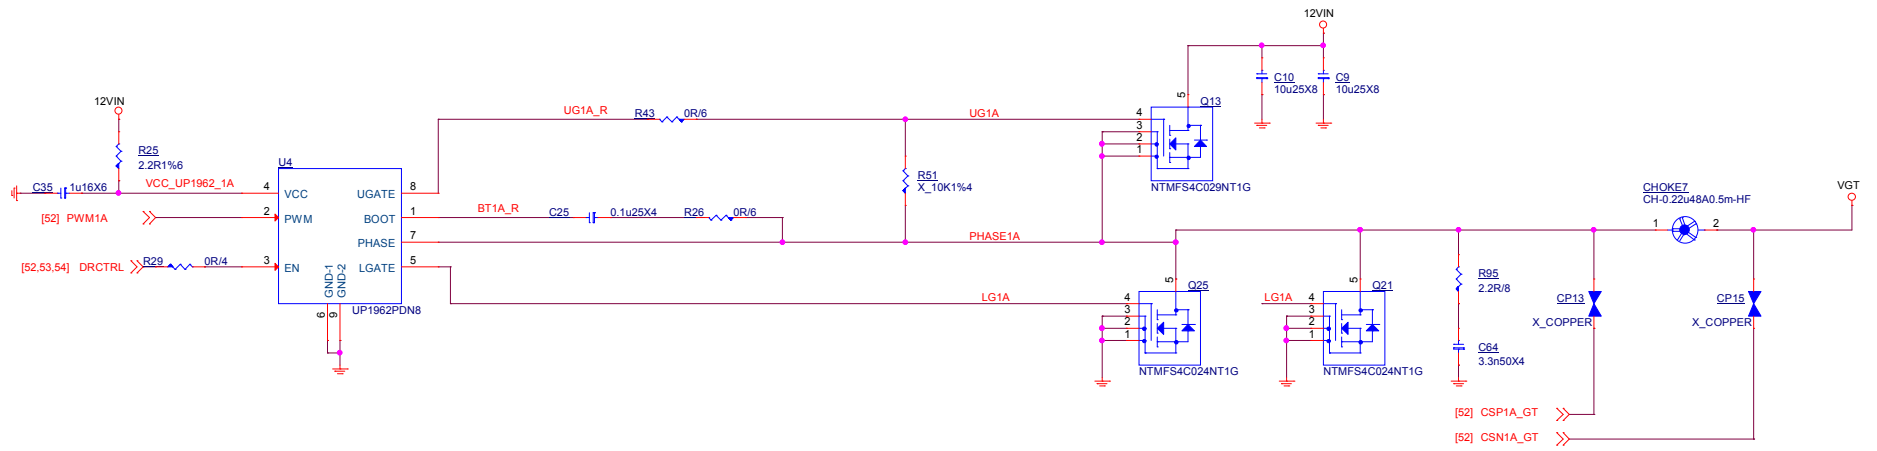 12VIN
C10
10u25X8
C9
10u25X8
5
Q13
4
3
2
1
NTMFS4C029NT1G
12VIN
R25
2.2R1%6
C35
1u16X6
VCC_UP1962_1A
[52] PWM1A
[52,53,54] DRCTRL
R29
0R/4
U4
4 VCC
2 PWM
3 EN
UGATE 8
BOOT 1
PHASE 7
LGATE 5
GND-1
GND-2
6
9
UP1962PDN8
UG1A_R
R43
0R/6
UG1A
R51
X_10K1%4
BT1A_R
C25
0.1u25X4
R26
0R/6
PHASE1A
LG1A
5
Q25
4
3
2
1
NTMFS4C024NT1G
LG1A
5
Q21
4
3
2
1
NTMFS4C024NT1G
R95
2.2R/8
C64
3.3n50X4
CP13
X_COPPER
CP15
X_COPPER
CHOKE7
CH-0.22u48A0.5m-HF
1
2
VGT
[52] CSP1A_GT
[52] CSN1A_GT